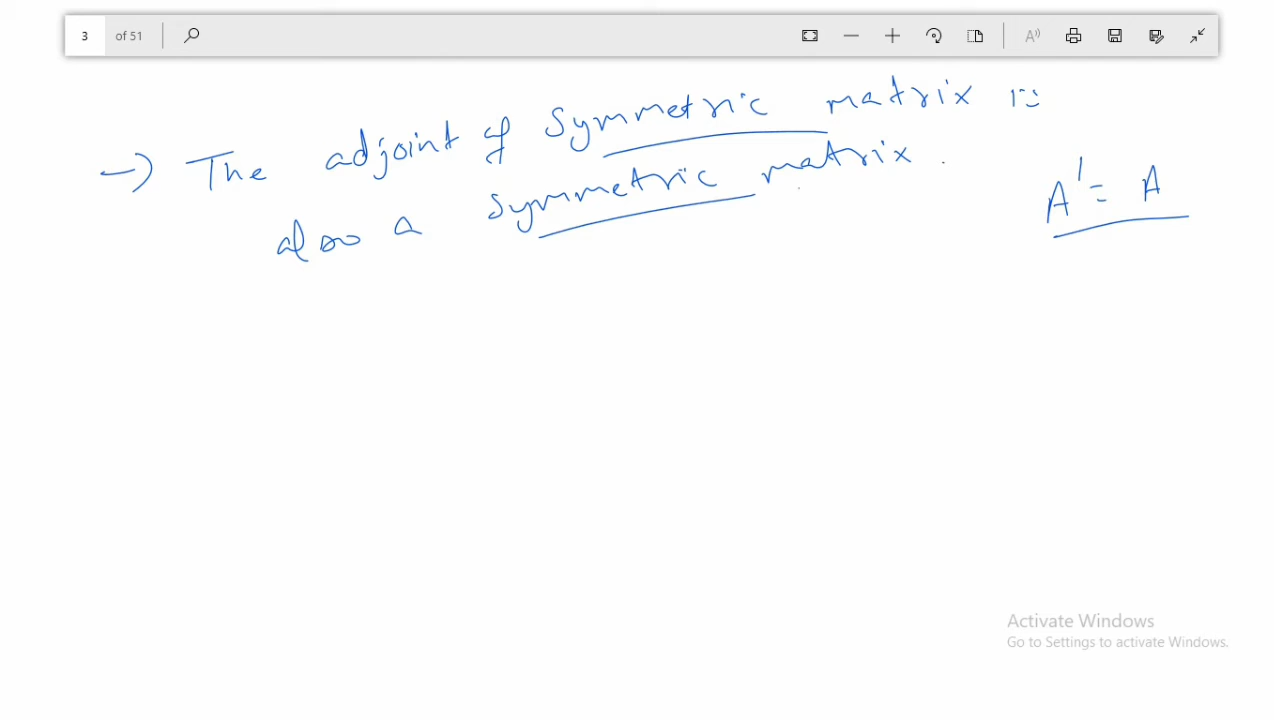 3 of 51
→) The adjoint of symmetric matrix is
also a symmetric matrix.
A' = A
Activate Windows
Go to Settings to activate Windows.